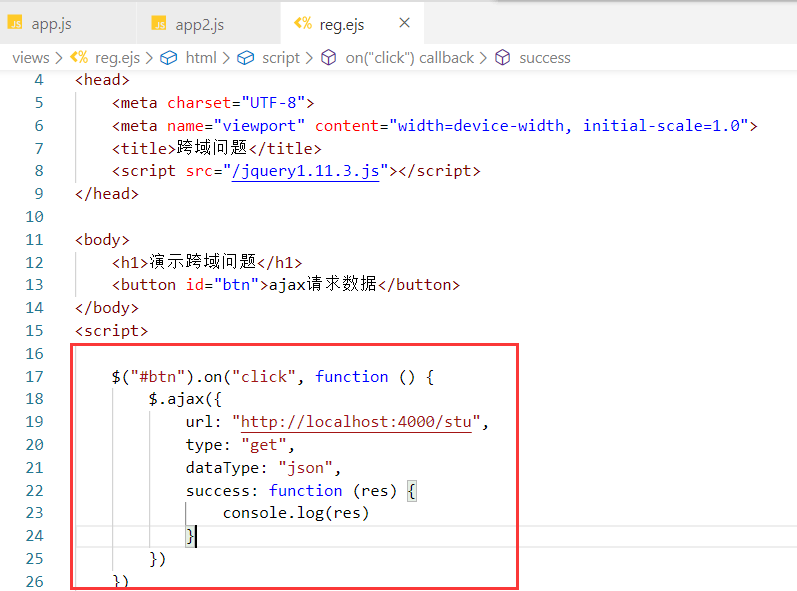 JS app.js JS app2.js <% reg.ejs ×
views > <% reg.ejs > html > script > on("click") callback > success
4 <head>
5 <meta charset="UTF-8">
6 <meta name="viewport" content="width=device-width, initial-scale=1.0">
7 <title>跨域问题</title>
8 <script src="/jquery1.11.3.js"></script>
9 </head>
10
11 <body>
12 <h1>演示跨域问题</h1>
13 <button id="btn">ajax请求数据</button>
14 </body>
15 <script>
16
17 $("#btn").on("click", function () {
18 $.ajax({
19 url: "http://localhost:4000/stu",
20 type: "get",
21 dataType: "json",
22 success: function (res) {
23 console.log(res)
24 }
25 })
26 })